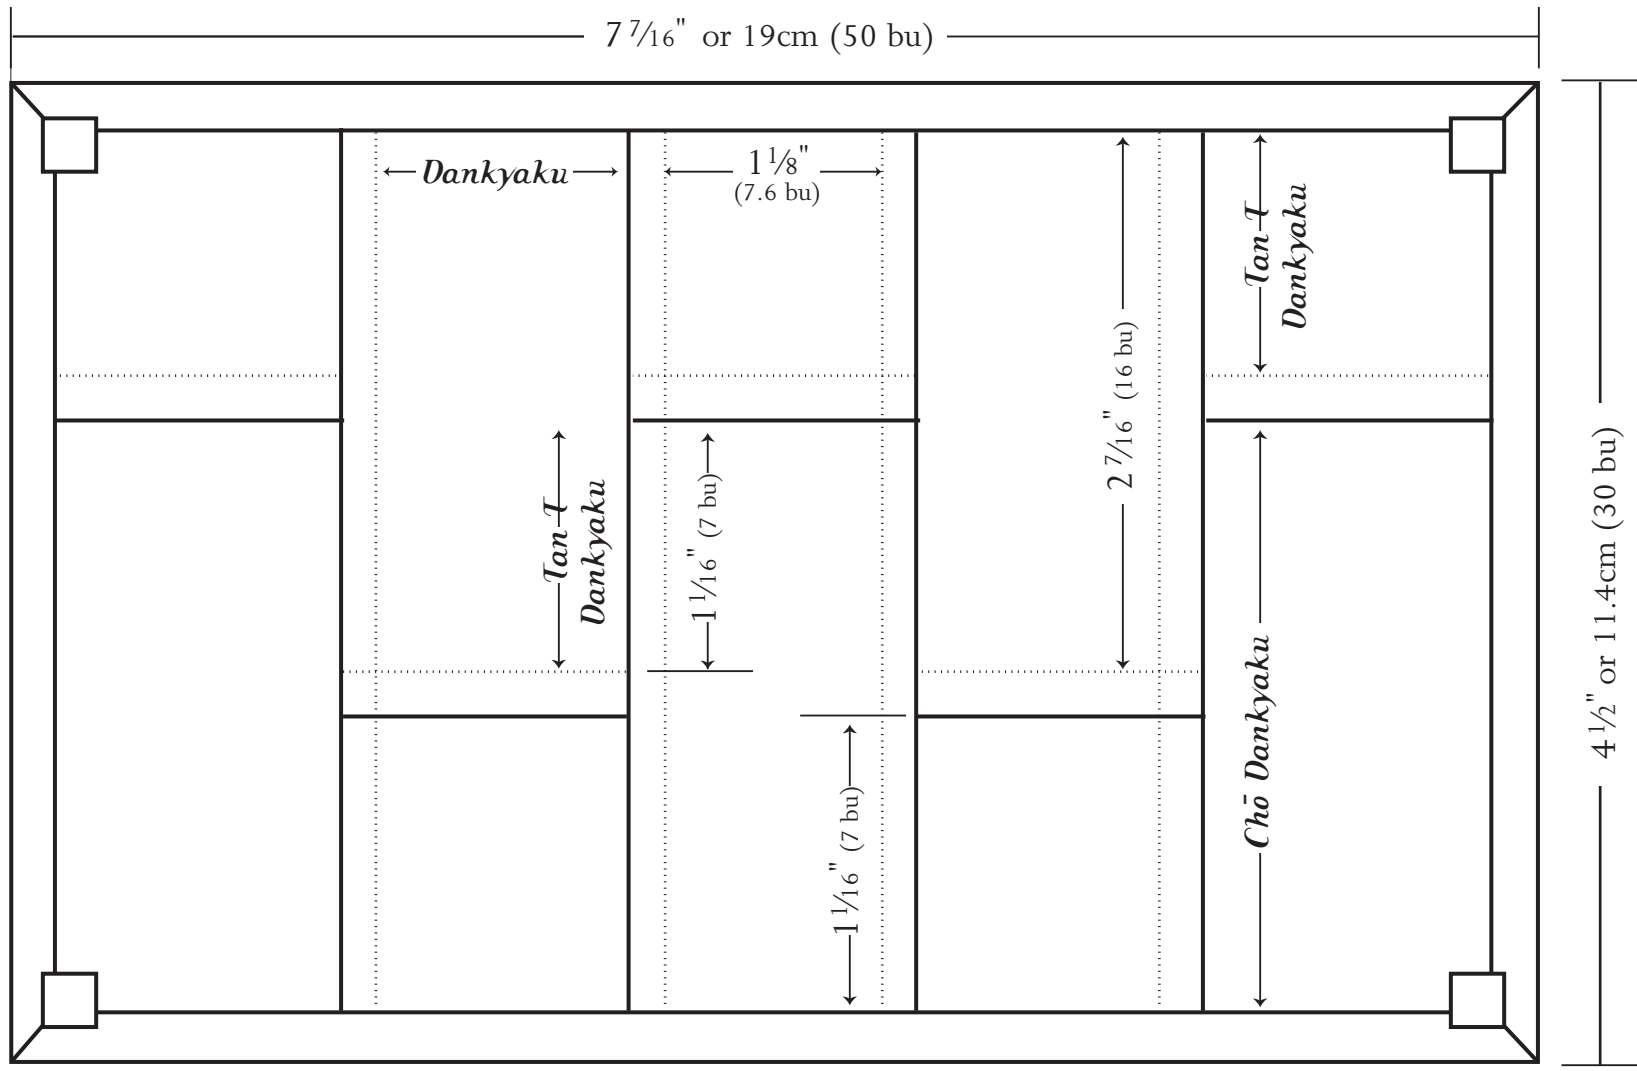 7 7/16" or 19cm (50 bu)
Dankyaku
1 1/8"
(7.6 bu)
Tan-I
Dankyaku
2 7/16" (16 bu)
4 1/2" or 11.4cm (30 bu)
Tan-I
Dankyaku
1 1/16" (7 bu)
Chō Dankyaku
1 1/16" (7 bu)